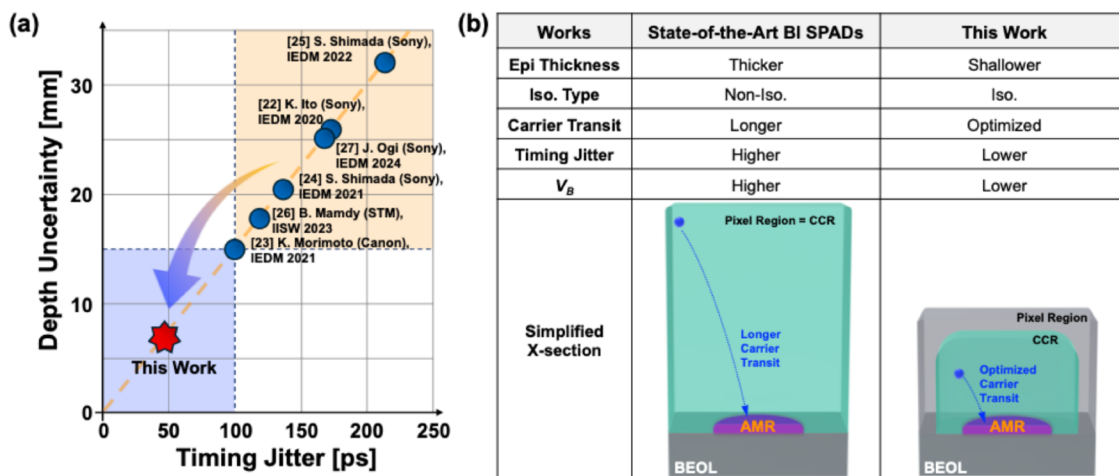 (a)
Depth Uncertainty [mm]
30
20
10
0
[25] S. Shimada (Sony),
IEDM 2022
[22] K. Ito (Sony),
IEDM 2020
[27] J. Ogi (Sony),
IEDM 2024
[24] S. Shimada (Sony),
IEDM 2021
[26] B. Mamdy (STM),
IISW 2023
[23] K. Morimoto (Canon),
IEDM 2021
This Work
0 50 100 150 200 250
Timing Jitter [ps]
(b)
Works State-of-the-Art BI SPADs This Work
Epi Thickness Thicker Shallower
Iso. Type Non-Iso. Iso.
Carrier Transit Longer Optimized
Timing Jitter Higher Lower
V_B Higher Lower
Simplified
X-section
Pixel Region = CCR
Longer
Carrier
Transit
AMR
BEOL
Pixel Region
CCR
Optimized
Carrier
Transit
AMR
BEOL